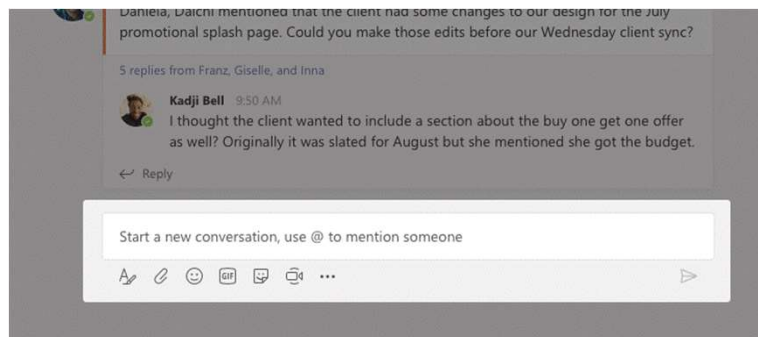 Daniela, Daichi mentioned that the client had some changes to our design for the July
promotional splash page. Could you make those edits before our Wednesday client sync?
5 replies from Franz, Giselle, and Inna
Kadji Bell 9:50 AM
I thought the client wanted to include a section about the buy one get one offer
as well? Originally it was slated for August but she mentioned she got the budget.
Reply
Start a new conversation, use @ to mention someone
GIF